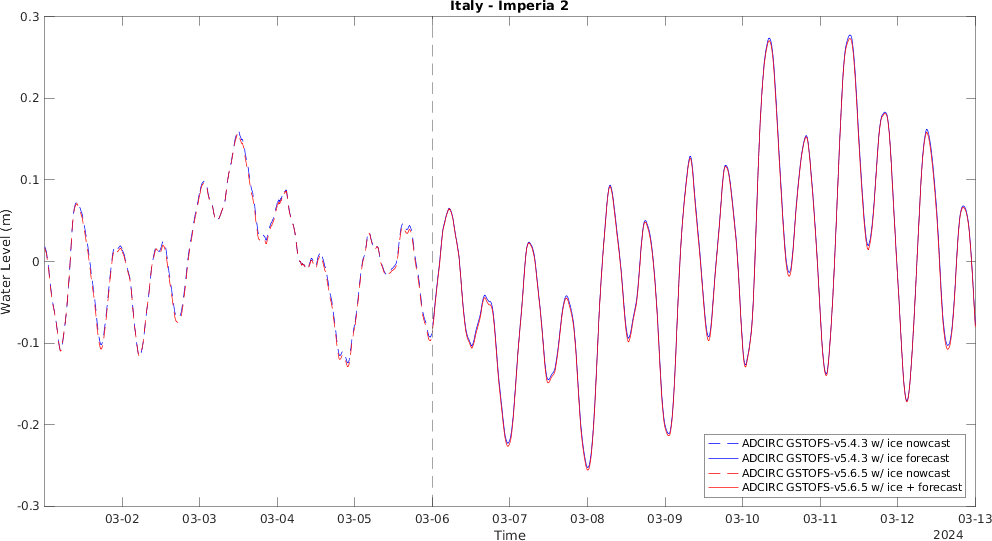 Italy - Imperia 2
0.3
0.2
0.1
0
-0.1
-0.2
-0.3
Water Level (m)
ADCIRC GSTOFS-v5.4.3 w/ ice nowcast
ADCIRC GSTOFS-v5.4.3 w/ ice forecast
ADCIRC GSTOFS-v5.6.5 w/ ice nowcast
ADCIRC GSTOFS-v5.6.5 w/ ice + forecast
03-02 03-03 03-04 03-05 03-06 03-07 03-08 03-09 03-10 03-11 03-12 03-13
Time
2024